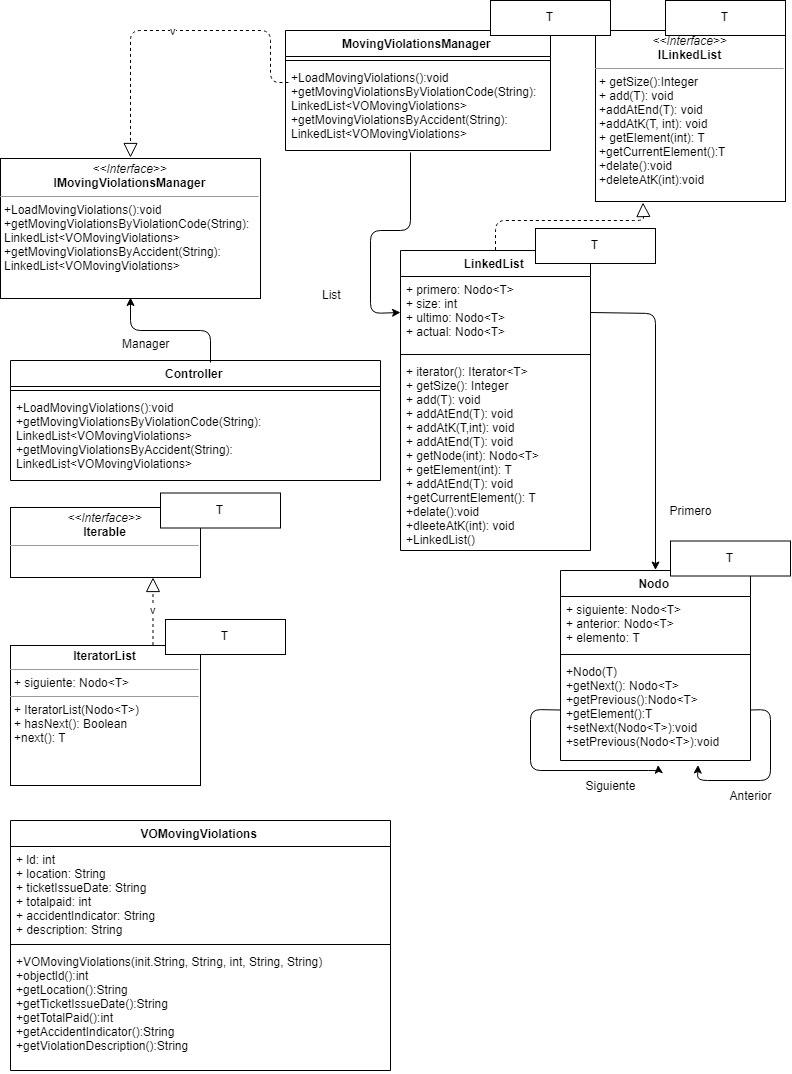 T
MovingViolationsManager
+LoadMovingViolations():void
+getMovingViolationsByViolationCode(String):
LinkedList<VOMovingViolations>
+getMovingViolationsByAccident(String):
LinkedList<VOMovingViolations>
T
<<Interface>>
ILinkedList
+ getSize():Integer
+ add(T): void
+addAtEnd(T): void
+addAtK(T, int): void
+ getElement(int): T
+getCurrentElement():T
+delate():void
+deleteAtK(int):void
v
<<Interface>>
IMovingViolationsManager
+LoadMovingViolations():void
+getMovingViolationsByViolationCode(String):
LinkedList<VOMovingViolations>
+getMovingViolationsByAccident(String):
LinkedList<VOMovingViolations>
T
LinkedList
+ primero: Nodo<T>
+ size: int
+ ultimo: Nodo<T>
+ actual: Nodo<T>
+ iterator(): Iterator<T>
+ getSize(): Integer
+ add(T): void
+ addAtEnd(T): void
+ addAtK(T,int): void
+ addAtEnd(T): void
+ getNode(int): Nodo<T>
+ getElement(int): T
+ addAtEnd(T): void
+getCurrentElement(): T
+delate():void
+dleeteAtK(int): void
+LinkedList()
List
Manager
Controller
+LoadMovingViolations():void
+getMovingViolationsByViolationCode(String):
LinkedList<VOMovingViolations>
+getMovingViolationsByAccident(String):
LinkedList<VOMovingViolations>
T
<<Interface>>
Iterable
v
T
IteratorList
+ siguiente: Nodo<T>
+ IteratorList(Nodo<T>)
+ hasNext(): Boolean
+next(): T
Primero
T
Nodo
+ siguiente: Nodo<T>
+ anterior: Nodo<T>
+ elemento: T
+Nodo(T)
+getNext(): Nodo<T>
+getPrevious():Nodo<T>
+getElement():T
+setNext(Nodo<T>):void
+setPrevious(Nodo<T>):void
Siguiente
Anterior
VOMovingViolations
+ Id: int
+ location: String
+ ticketIssueDate: String
+ totalpaid: int
+ accidentIndicator: String
+ description: String
+VOMovingViolations(init.String, String, int, String, String)
+objectId():int
+getLocation():String
+getTicketIssueDate():String
+getTotalPaid():int
+getAccidentIndicator():String
+getViolationDescription():String